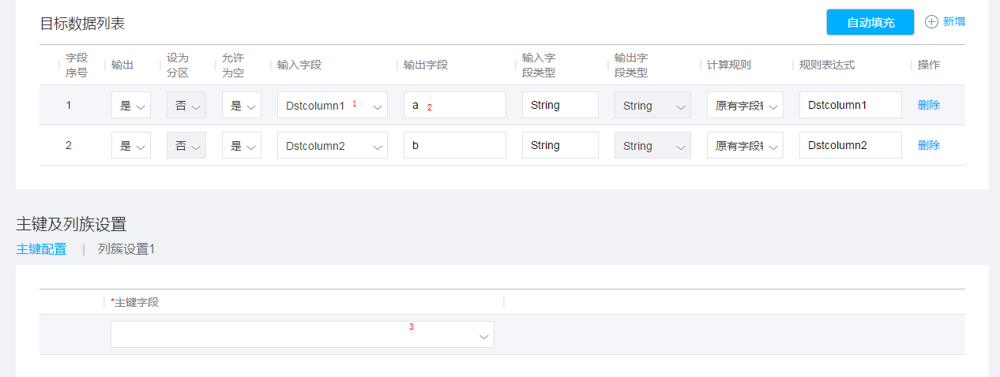 目标数据列表 自动填充 新增
字段序号 输出 设为分区 允许为空 输入字段 输出字段 输入字段类型 输出字段类型 计算规则 规则表达式 操作
1 是 否 是 Dstcolumn1 1 a 2 String String 原有字段 Dstcolumn1 删除
2 是 否 是 Dstcolumn2 b String String 原有字段 Dstcolumn2 删除
主键及列族设置
主键配置 | 列簇设置1
*主键字段
3